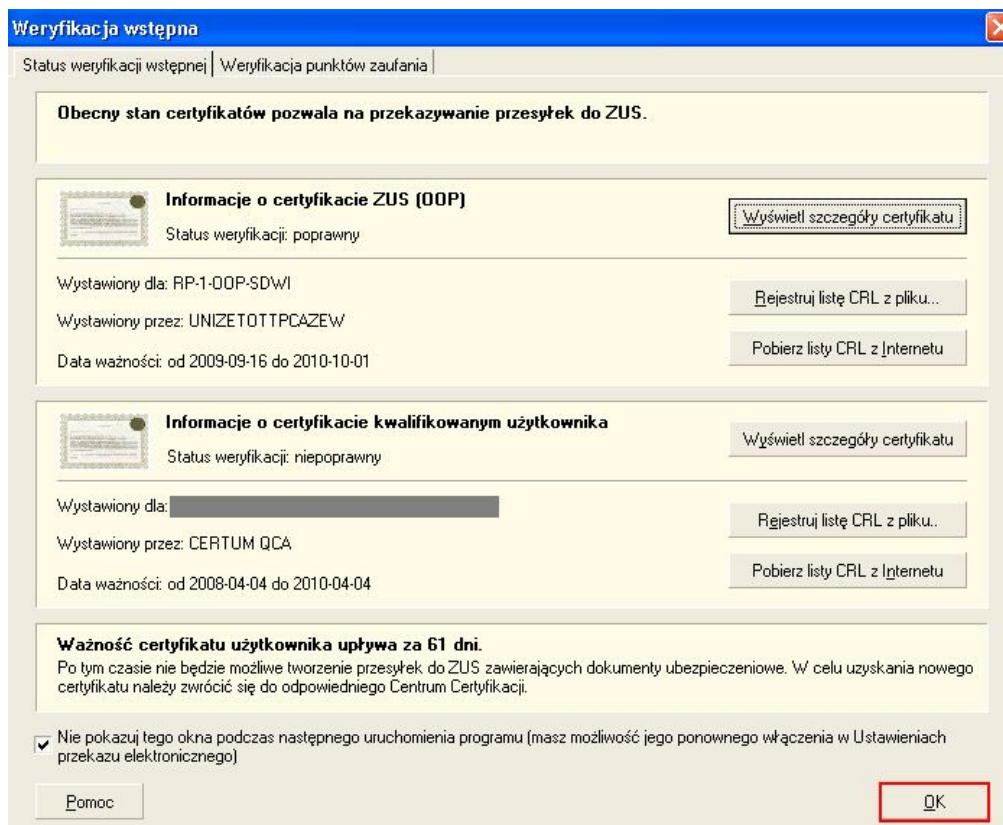 Weryfikacja wstępna
Status weryfikacji wstępnej
Weryfikacja punktów zaufania
Obecny stan certyfikatów pozwala na przekazywanie przesyłek do ZUS.
Informacje o certyfikacie ZUS (OOP)
Status weryfikacji: poprawny
Wyświetl szczegóły certyfikatu
Wystawiony dla: RP-1-OOP-SDWI
Rejestruj listę CRL z pliku...
Wystawiony przez: UNIZETOTTPCAZEW
Pobierz listy CRL z Internetu
Data ważności: od 2009-09-16 do 2010-10-01
Informacje o certyfikacie kwalifikowanym użytkownika
Status weryfikacji: niepoprawny
Wyświetl szczegóły certyfikatu
Wystawiony dla:
Rejestruj listę CRL z pliku..
Wystawiony przez: CERTUM QCA
Pobierz listy CRL z Internetu
Data ważności: od 2008-04-04 do 2010-04-04
Ważność certyfikatu użytkownika upływa za 61 dni.
Po tym czasie nie będzie możliwe tworzenie przesyłek do ZUS zawierających dokumenty ubezpieczeniowe. W celu uzyskania nowego
certyfikatu należy zwrócić się do odpowiedniego Centrum Certyfikacji.
Nie pokazuj tego okna podczas następnego uruchomienia programu (masz możliwość jego ponownego włączenia w Ustawieniach
przekazu elektronicznego)
Pomoc
OK